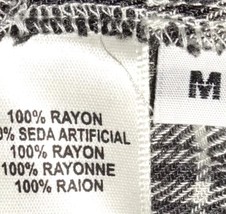 100% RAYON
0% SEDA ARTIFICIAL
100% RAYON
100% RAYONNE
100% RAION
M